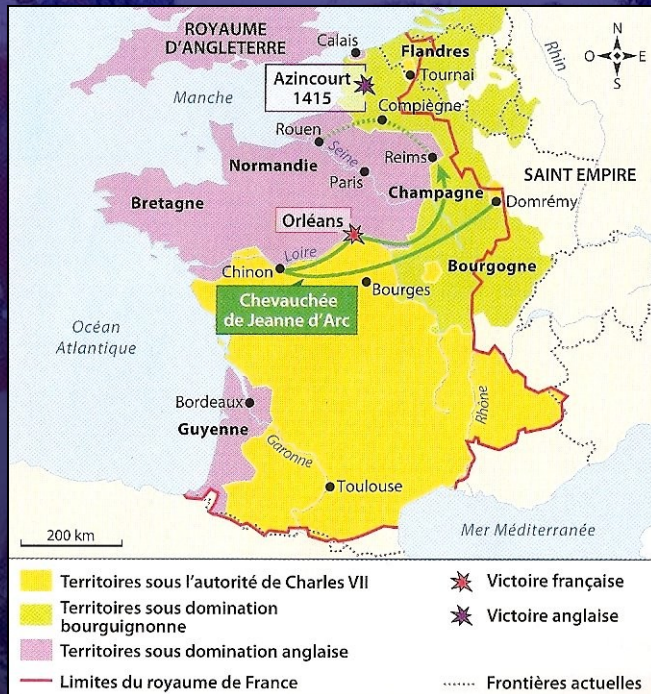 ROYAUME
D'ANGLETERRE
Calais
Flandres
Tournai
Rhin
N
O
E
S
Azincourt
1415
Manche
Compiègne
Rouen
Seine
Reims
Normandie
Paris
Champagne
SAINT EMPIRE
Bretagne
Domrémy
Orléans
Loire
Chinon
Bourges
Bourgogne
Chevauchée
de Jeanne d'Arc
Océan
Atlantique
Bordeaux
Guyenne
Garonne
Rhône
Toulouse
200 km
Mer Méditerranée
Territoires sous l'autorité de Charles VII
Territoires sous domination
bourguignonne
Territoires sous domination anglaise
Limites du royaume de France
Victoire française
Victoire anglaise
Frontières actuelles